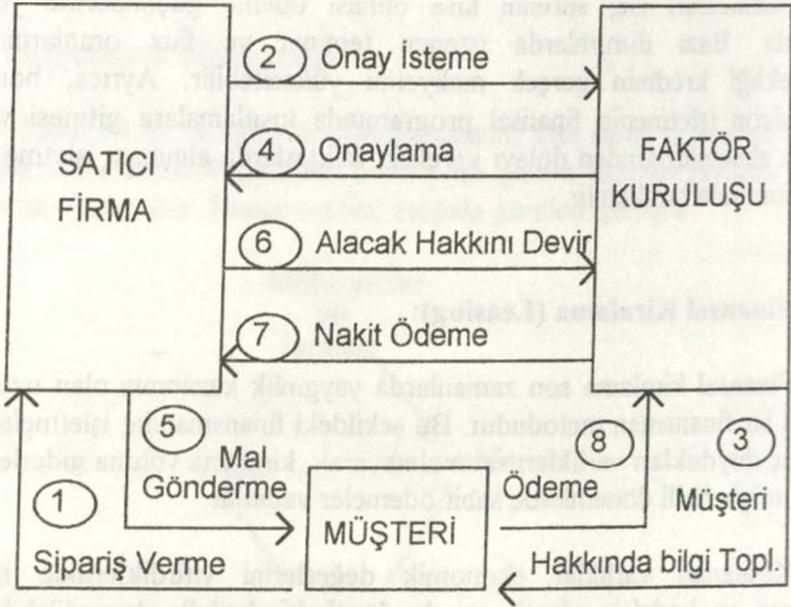 2 Onay İsteme
4 Onaylama
SATICI
FİRMA
FAKTÖR
KURULUŞU
6 Alacak Hakkını Devir
7 Nakit Ödeme
5 Mal
Gönderme
1
Sipariş Verme
MÜŞTERİ
8
Ödeme
3
Müşteri
Hakkında bilgi Topl.